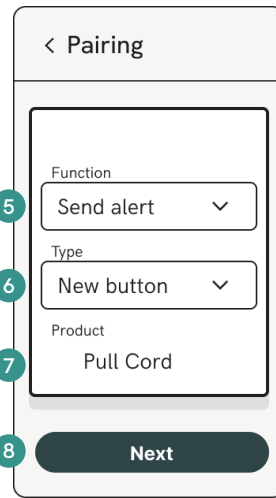 < Pairing
Function
5 Send alert
Type
6 New button
Product
7 Pull Cord
8 Next